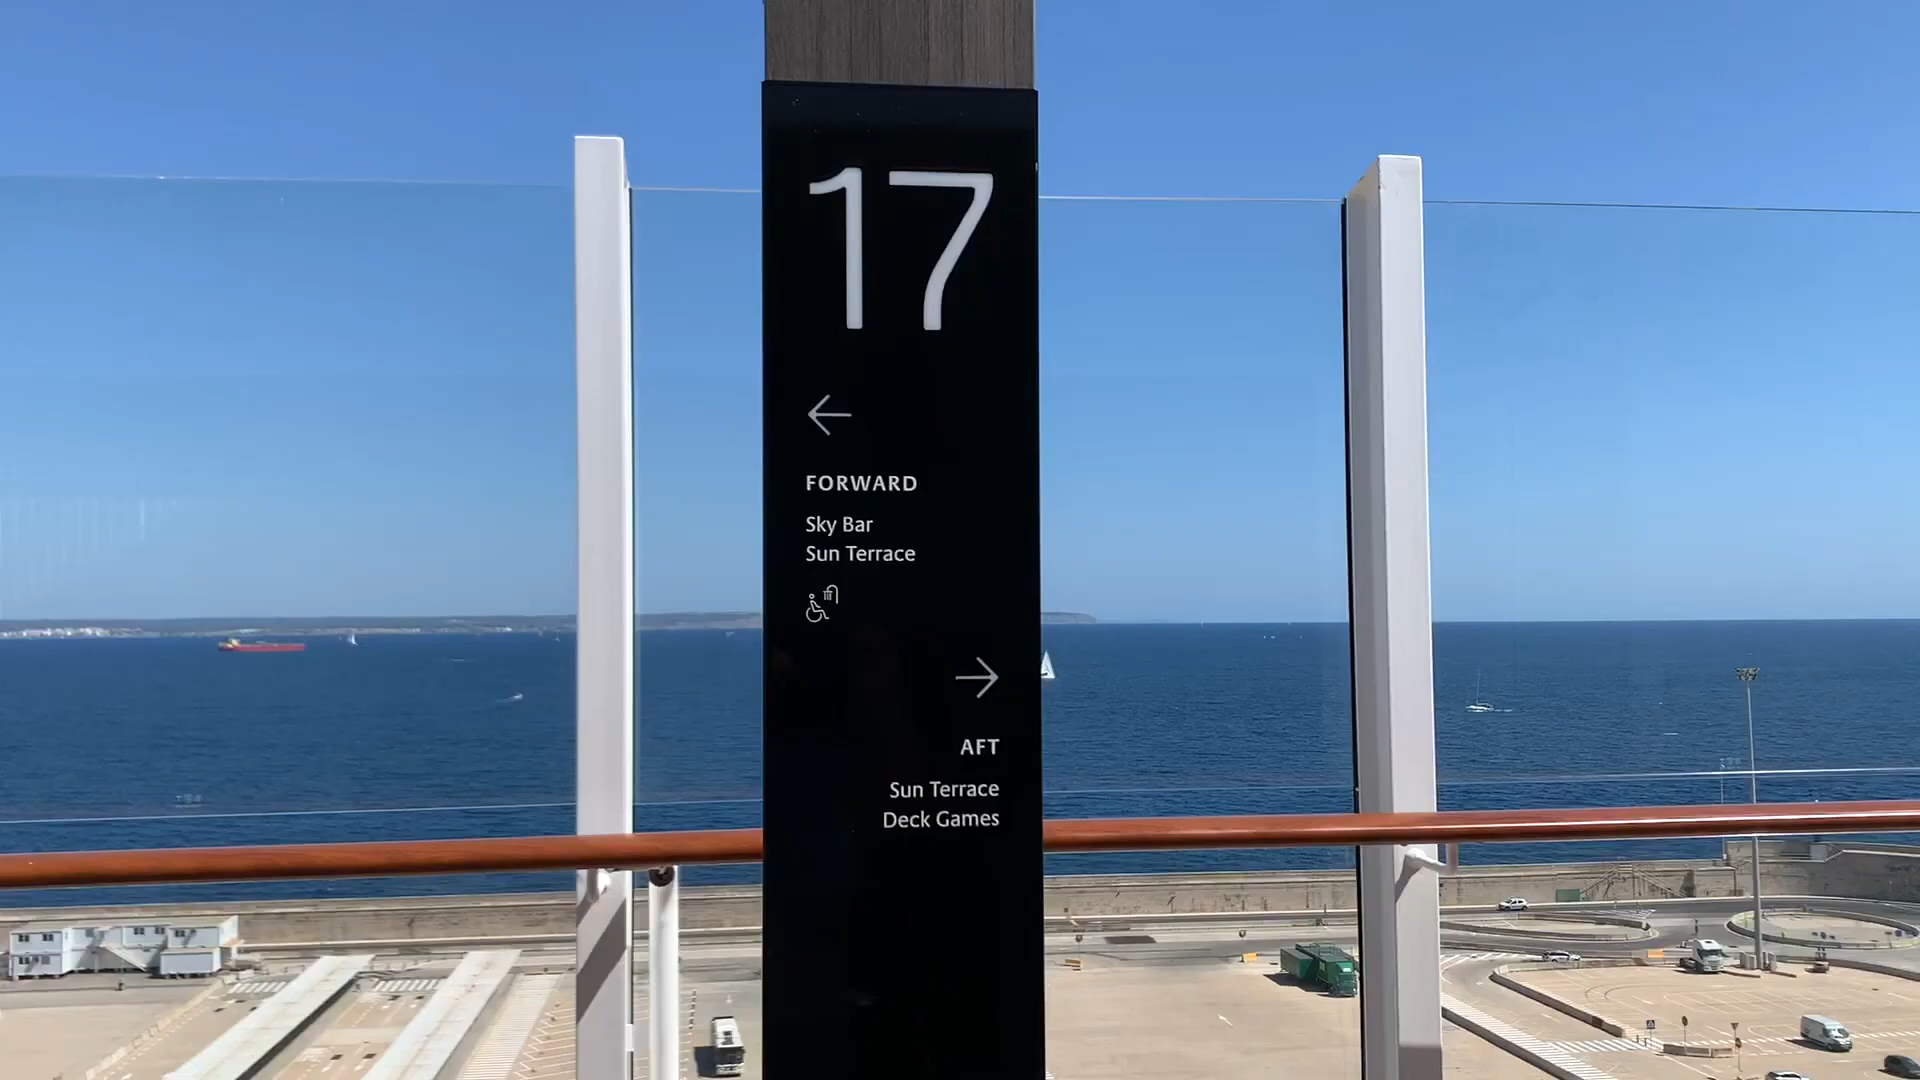 17
FORWARD
Sky Bar
Sun Terrace
AFT
Sun Terrace
Deck Games